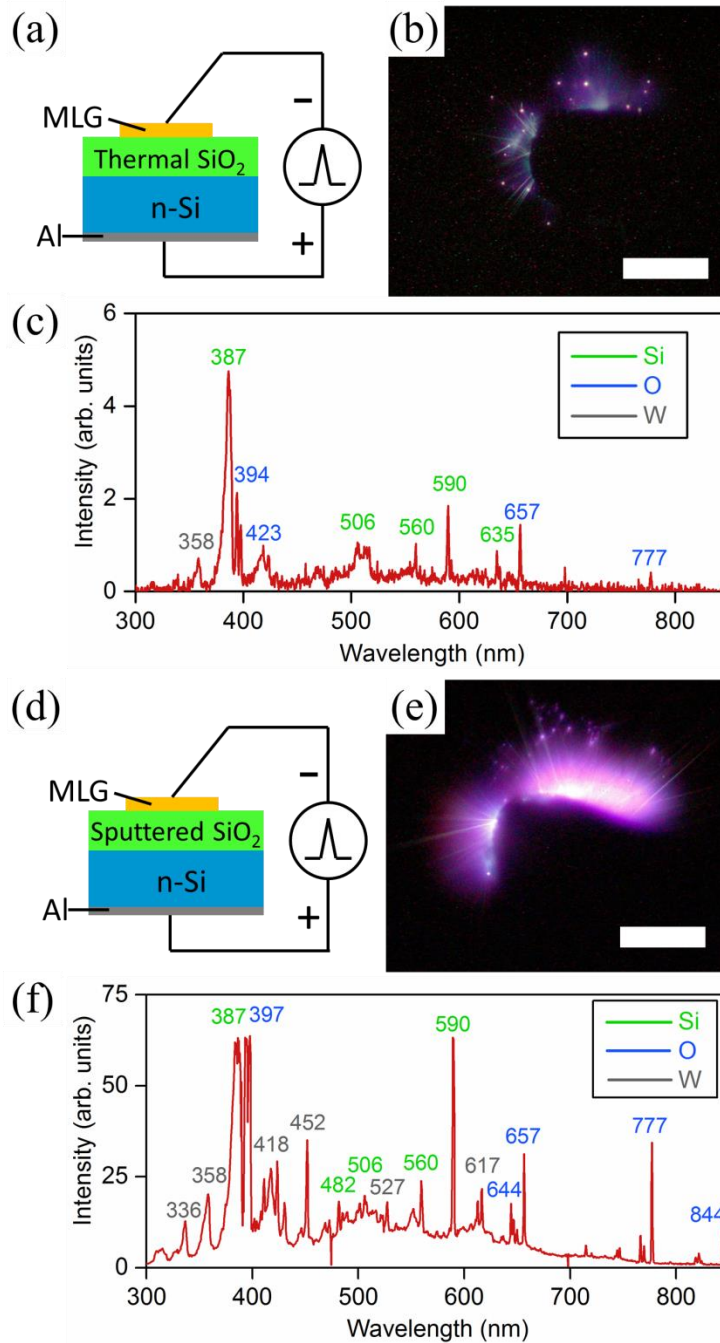 (a)
MLG
Thermal SiO₂
n-Si
Al
−
+
(b)
(c)
Intensity (arb. units)
6
4
2
0
387
394
358
423
506
560
590
635
657
777
Si
O
W
300 400 500 600 700 800
Wavelength (nm)
(d)
MLG
Sputtered SiO₂
n-Si
Al
−
+
(e)
(f)
Intensity (arb. units)
75
50
25
0
387 397
590
452
418
358
336
506
482
527
560
617
657
644
777
844
Si
O
W
300 400 500 600 700 800
Wavelength (nm)